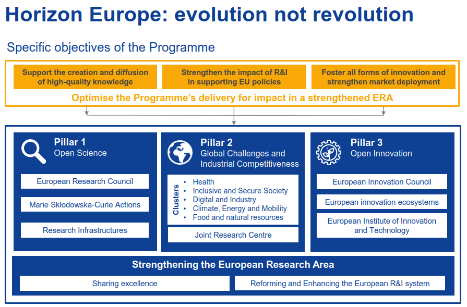 Horizon Europe: evolution not revolution
Specific objectives of the Programme
Support the creation and diffusion
of high-quality knowledge
Strengthen the impact of R&I
in supporting EU policies
Foster all forms of innovation and
strengthen market deployment
Optimise the Programme's delivery for impact in a strengthened ERA
Pillar 1
Open Science
European Research Council
Marie Skłodowska-Curie Actions
Research Infrastructures
Pillar 2
Global Challenges and
Industrial Competitiveness
Clusters
• Health
• Inclusive and Secure Society
• Digital and Industry
• Climate, Energy and Mobility
• Food and natural resources
Joint Research Centre
Pillar 3
Open Innovation
European Innovation Council
European innovation ecosystems
European Institute of Innovation
and Technology
Strengthening the European Research Area
Sharing excellence
Reforming and Enhancing the European R&I system